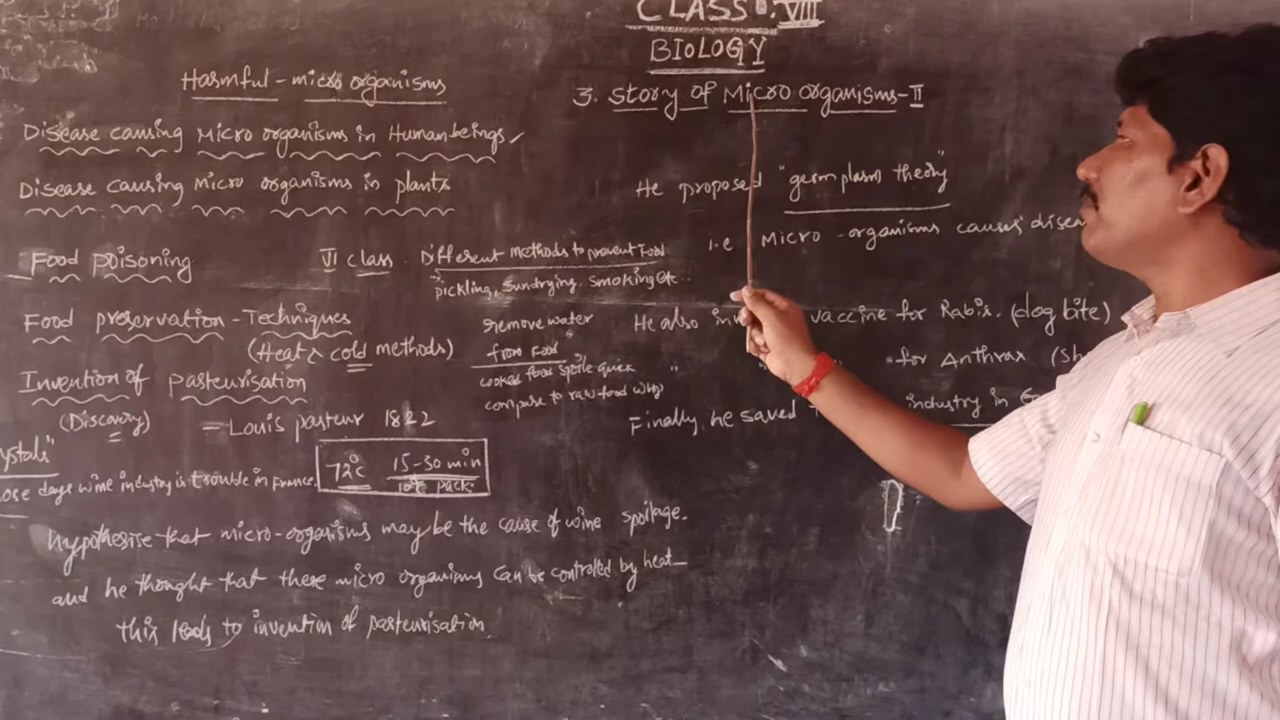 CLASS : VIII
BIOLOGY
3. Story of Micro organisms-II
Harmful-micro organisms
Disease causing Micro organisms in Human beings
Disease causing Micro organisms in plants
Food poisoning
VI class. Different methods to prevent Food
pickling, sundrying, smoking etc..
Food preservation-Techniques
(Heat & cold methods)
remove water
from food
cooked food spoile quick
compare to raw food why?
Invention of Pasteurisation
(Discovery)
Louis pasteur 1822
ystals"
ose days wine industry is trouble in France.
72°c 15-30 min
pack
hypothesise that micro-organisms may be the cause of wine spoilage.
and he thought that these micro organisms can be controled by heat
this leads to invention of pasteurisation.
He proposed "germ plasm theory"
i.e Micro-organisms causes disea
He also in vaccine for Rabis. (dog bite)
" " for Anthrax (Sh
Finally, he saved industry in